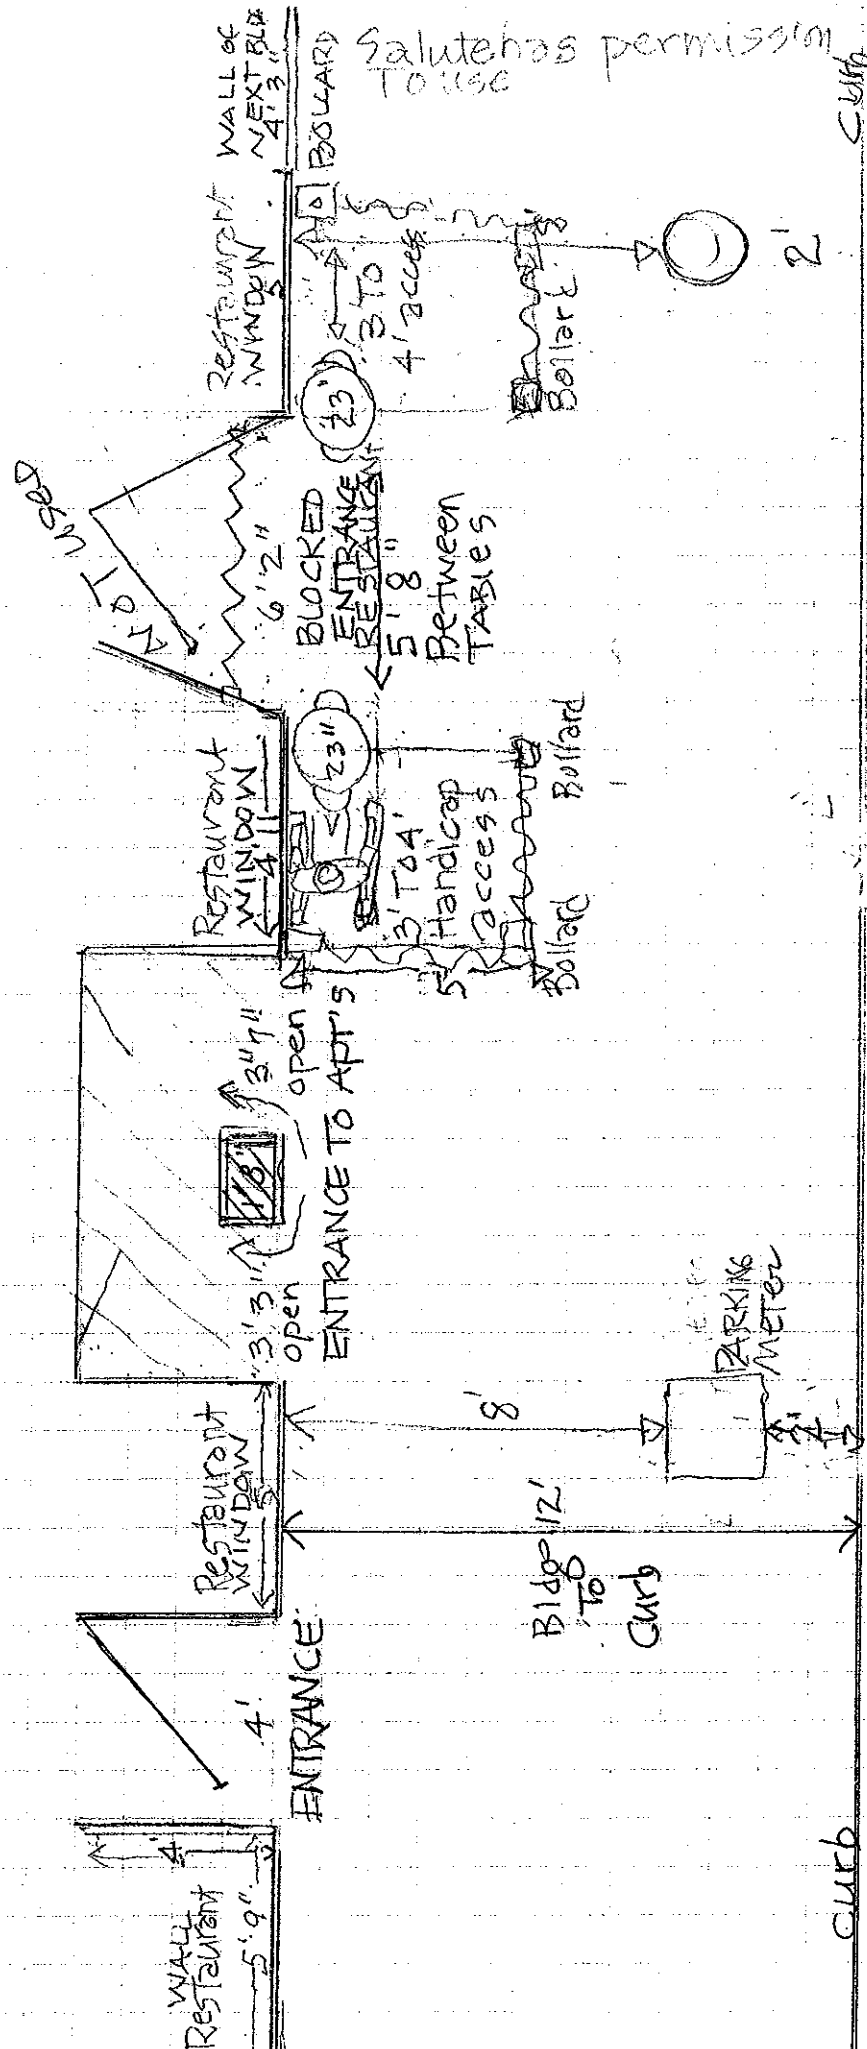 Salute has permission
To use
Curb
WALL OF
NEXT BLD
4'3"
BOLLARD
Restaurant
WINDOW
5'
3 TO
4' access
Bollard
2'
23"
NOT used
6'2"
BLOCKED
ENTRANCE
RESTAURANT
5'8"
Between
TABLES
Restaurant
WINDOW
4'11
23"
3' TO 4'
Handicap
access
Bollard
Bollard
5'
3"7"
open
18"
3'3"
open
ENTRANCE TO APT's
Restaurant
WINDOW
5'
8'
PARKING
METER
2'
Bldg 12'
To
Curb
4'
ENTRANCE
4'
WALL
Restaurant
5'9"
Curb